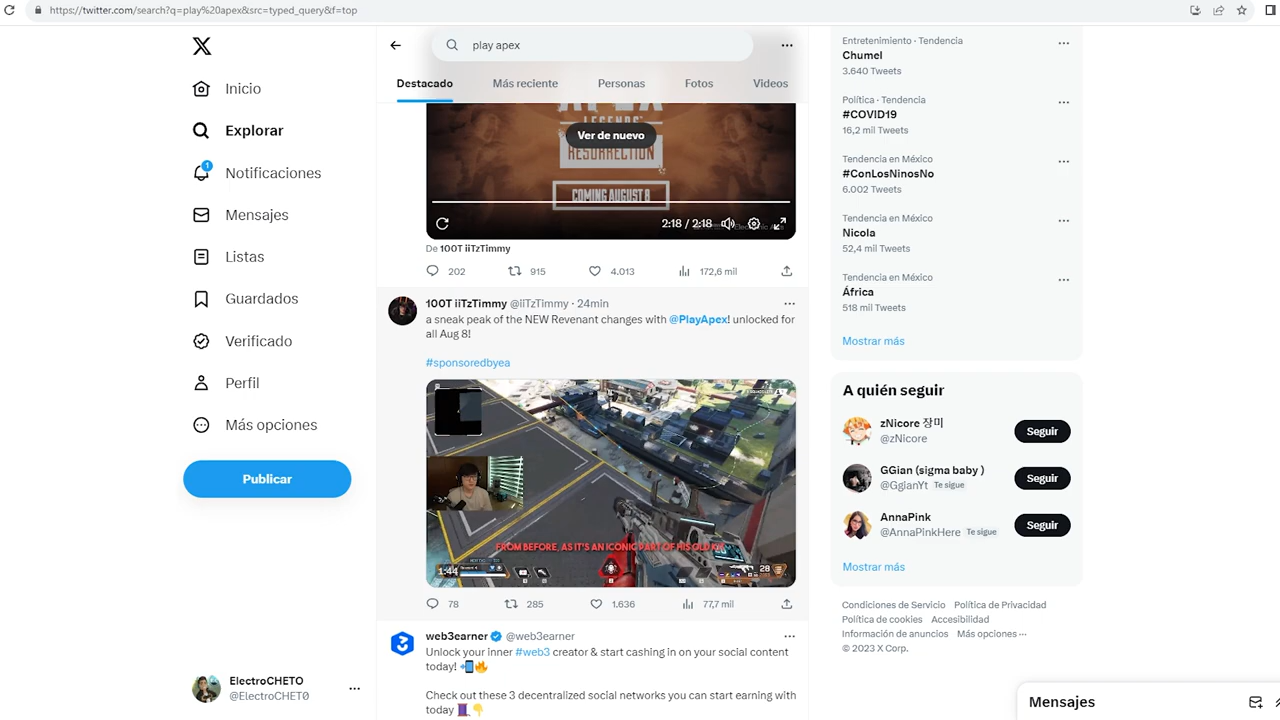 https://twitter.com/search?q=play%20apex&src=typed_query&f=top
Inicio
Explorar
1
Notificaciones
Mensajes
Listas
Guardados
Verificado
Perfil
Más opciones
Publicar
ElectroCHETO
@ElectroCHET0
play apex
Destacado
Más reciente
Personas
Fotos
Videos
LEGENDS
Ver de nuevo
RESURRECTION
COMING AUGUST 8
2:18 / 2:18
De 100T iiTzTimmy
202
915
4.013
172,6 mil
100T iiTzTimmy @iiTzTimmy · 24min
a sneak peak of the NEW Revenant changes with @PlayApex! unlocked for
all Aug 8!
#sponsoredbyea
FROM BEFORE, AS IT'S AN ICONIC PART OF HIS OLD KIT
1:44
28
78
285
1.636
77,7 mil
web3earner @web3earner
Unlock your inner #web3 creator & start cashing in on your social content
today! 📲🔥
Check out these 3 decentralized social networks you can start earning with
today 🧵👇
Entretenimiento · Tendencia
Chumel
3.640 Tweets
Política · Tendencia
#COVID19
16,2 mil Tweets
Tendencia en México
#ConLosNinosNo
6.002 Tweets
Tendencia en México
Nicola
52,4 mil Tweets
Tendencia en México
África
518 mil Tweets
Mostrar más
A quién seguir
zNicore 장미
@zNicore
Seguir
GGian (sigma baby )
@GgianYt Te sigue
Seguir
AnnaPink
@AnnaPinkHere Te sigue
Seguir
Mostrar más
Condiciones de Servicio Política de Privacidad
Política de cookies Accesibilidad
Información de anuncios Más opciones ···
© 2023 X Corp.
Mensajes